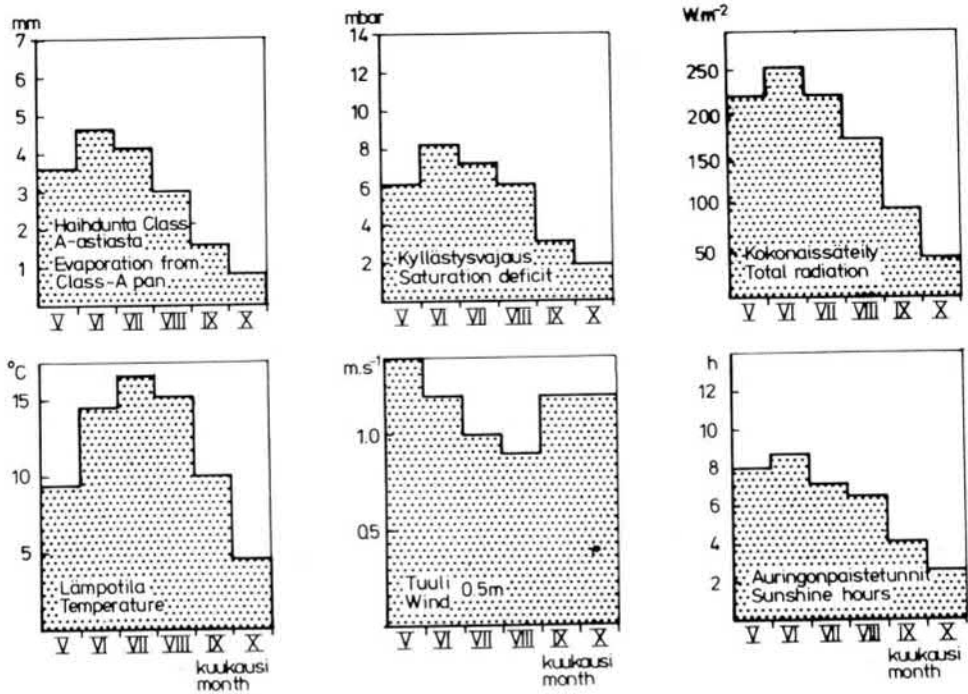 mm
7
6
5
4
3
2
1
Haihdunta Class-
A-astiasta
Evaporation from
Class-A pan
V VI VII VIII IX X
mbar
14
12
10
8
6
4
2
Kyllästysvajaus
Saturation deficit
V VI VII VIII IX X
W.m-2
250
200
150
100
50
Kokonaissäteily
Total radiation
V VI VII VIII IX X
°C
15
10
5
Lämpotila
Temperature
V VI VII VIII IX X
kuukausi
month
m.s-1
1.0
0.5
Tuuli
Wind 0.5m
V VI VII VIII IX X
kuukausi
month
h
12
10
8
6
4
2
Auringonpaistetunnit
Sunshine hours
V VI VII VIII IX X
kuukausi
month